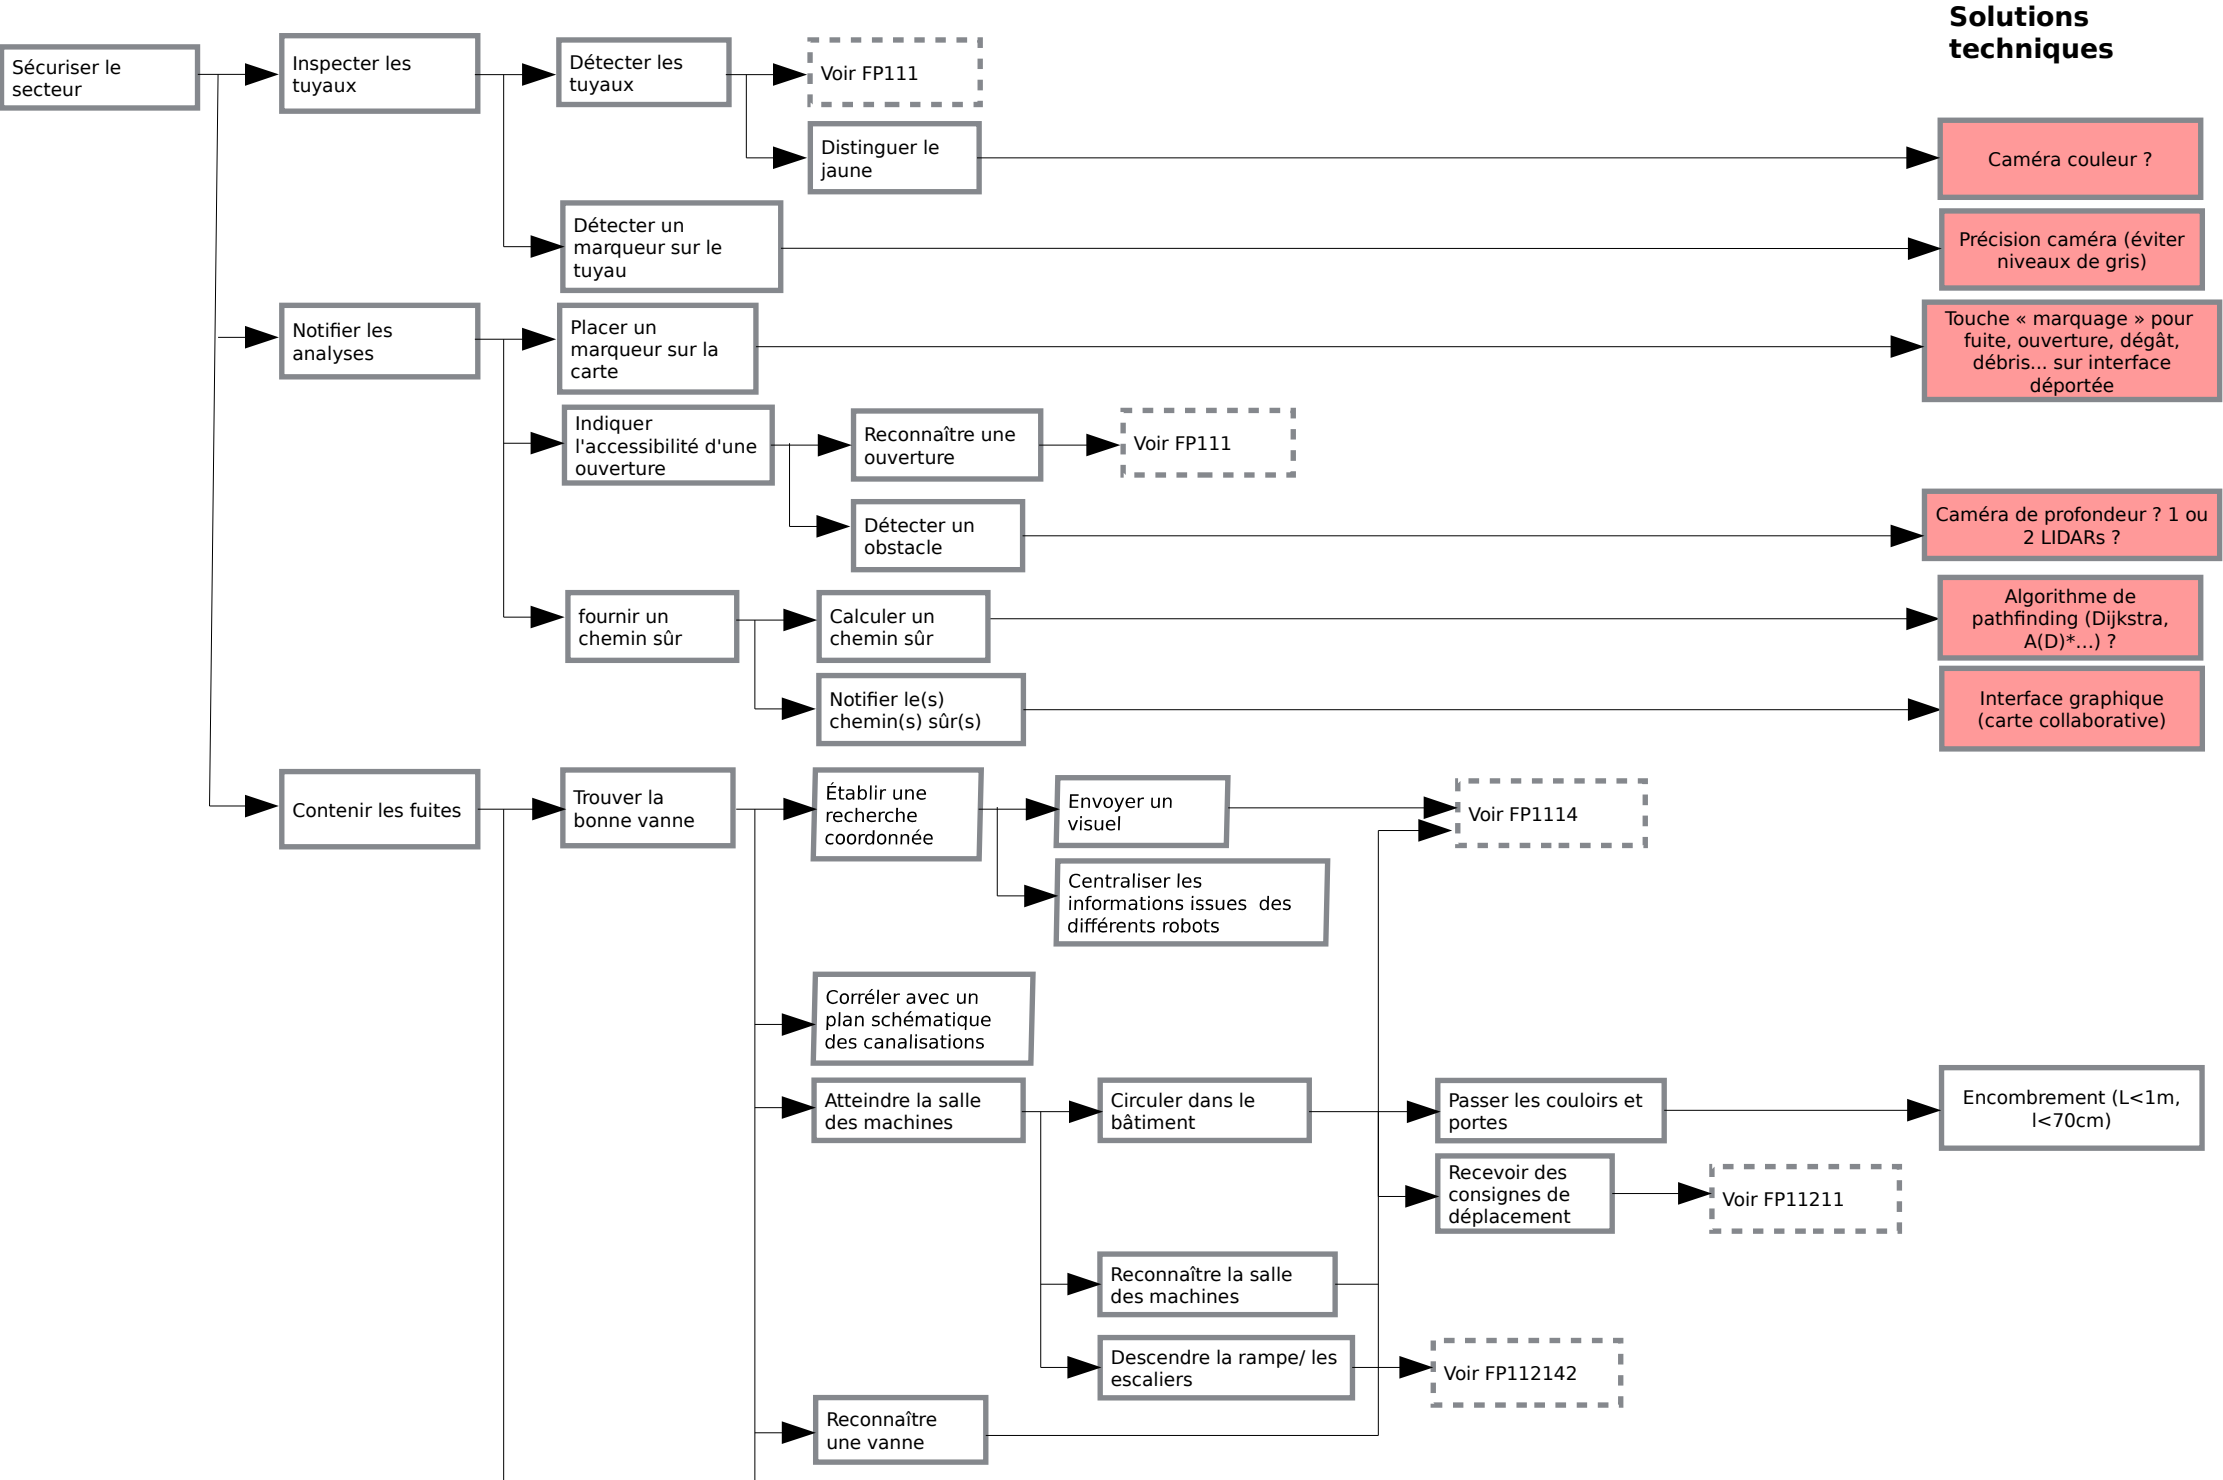 Solutions
techniques
Sécuriser le
secteur
Inspecter les
tuyaux
Détecter les
tuyaux
Voir FP111
Distinguer le
jaune
Caméra couleur ?
Détecter un
marqueur sur le
tuyau
Précision caméra (éviter
niveaux de gris)
Notifier les
analyses
Placer un
marqueur sur la
carte
Touche « marquage » pour
fuite, ouverture, dégât,
débris... sur interface
déportée
Indiquer
l'accessibilité d'une
ouverture
Reconnaître une
ouverture
Voir FP111
Détecter un
obstacle
Caméra de profondeur ? 1 ou
2 LIDARs ?
fournir un
chemin sûr
Calculer un
chemin sûr
Algorithme de
pathfinding (Dijkstra,
A(D)*...) ?
Notifier le(s)
chemin(s) sûr(s)
Interface graphique
(carte collaborative)
Contenir les fuites
Trouver la
bonne vanne
Établir une
recherche
coordonnée
Envoyer un
visuel
Voir FP1114
Centraliser les
informations issues  des
différents robots
Corréler avec un
plan schématique
des canalisations
Atteindre la salle
des machines
Circuler dans le
bâtiment
Passer les couloirs et
portes
Encombrement (L<1m,
l<70cm)
Recevoir des
consignes de
déplacement
Voir FP11211
Reconnaître la salle
des machines
Descendre la rampe/ les
escaliers
Voir FP112142
Reconnaître
une vanne